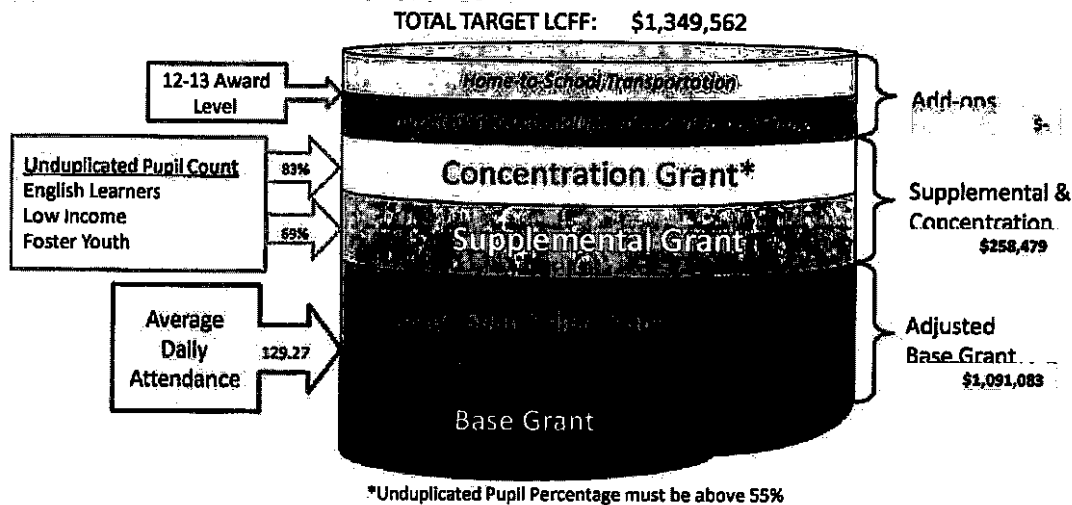 TOTAL TARGET LCFF: $1,349,562
12-13 Award
Level
Home-to-School Transportation
Add-ons
$-
Unduplicated Pupil Count
English Learners
Low Income
Foster Youth
83%
Concentration Grant*
Supplemental Grant
Supplemental &
Concentration
$258,479
Average
Daily
Attendance
129.27
Adjusted
Base Grant
$1,091,083
Base Grant
*Unduplicated Pupil Percentage must be above 55%